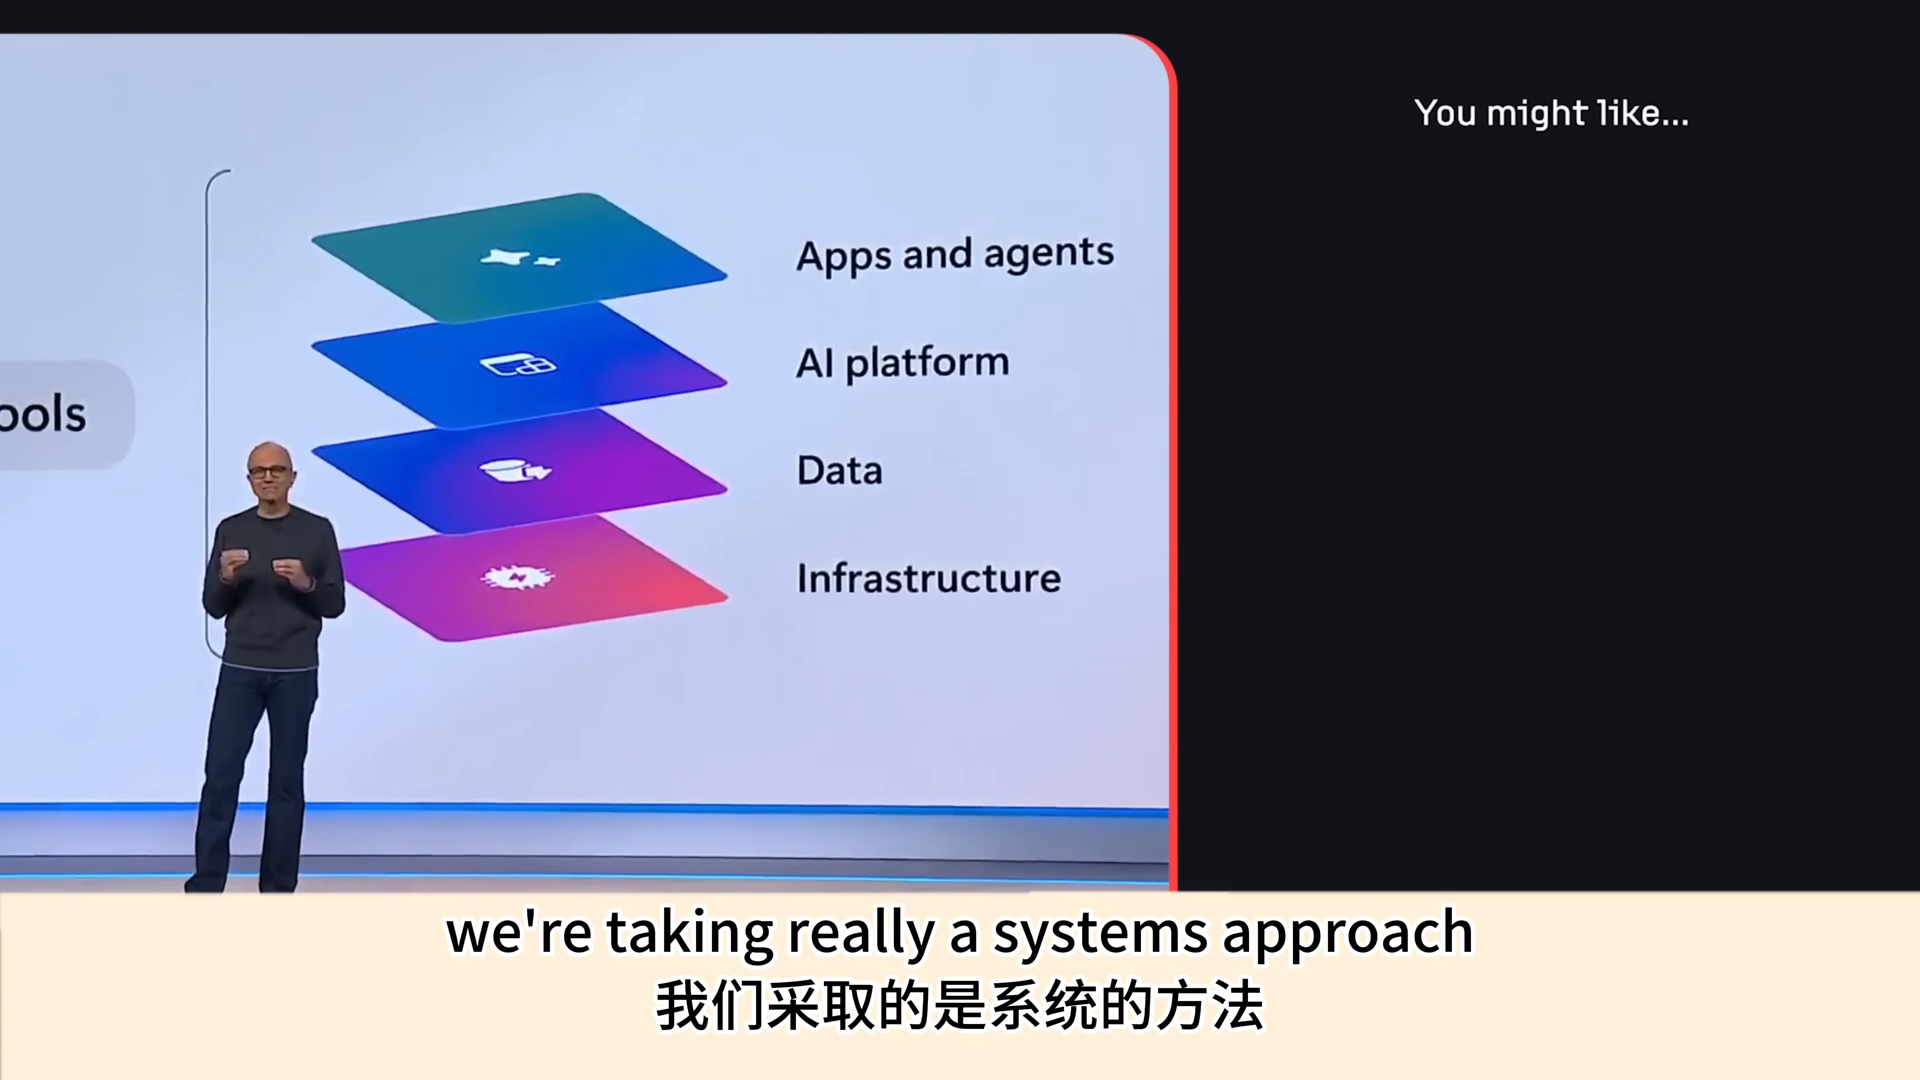 You might like...
Apps and agents
AI platform
ools
Data
Infrastructure
we're taking really a systems approach
我们采取的是系统的方法